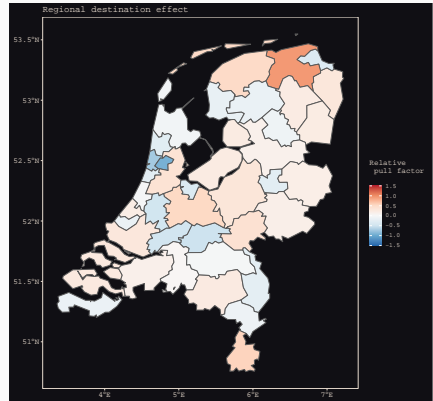 Regional destination effect
53.5°N
53°N
52.5°N
52°N
51.5°N
51°N
4°E
5°E
6°E
7°E
Relative
pull factor
1.5
1.0
0.5
0.0
-0.5
-1.0
-1.5